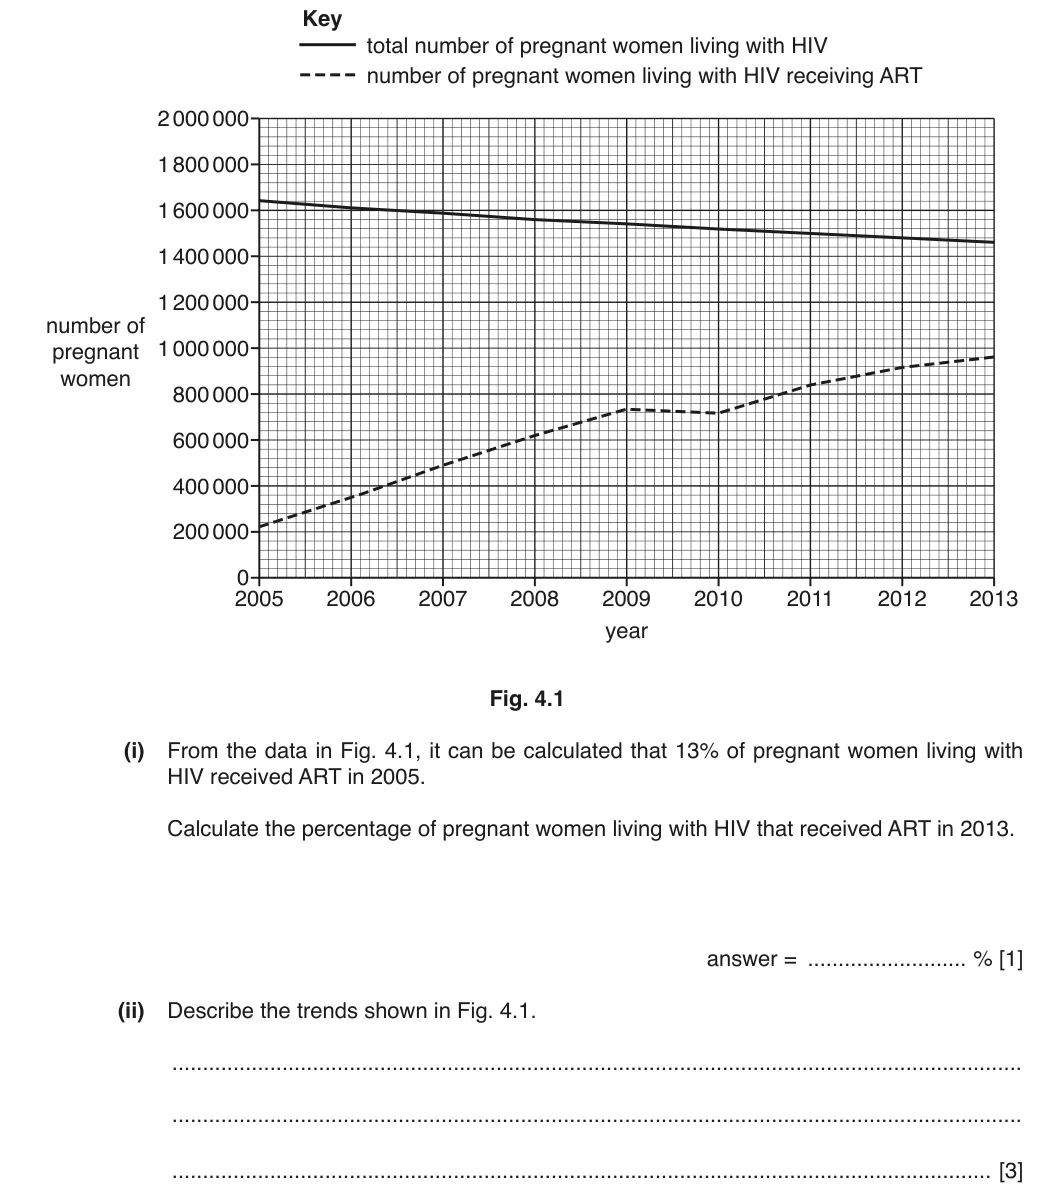 Key
total number of pregnant women living with HIV
number of pregnant women living with HIV receiving ART
2 000 000
1 800 000
1 600 000
1 400 000
1 200 000
number of
pregnant
women
1 000 000
800 000
600 000
400 000
200 000
0
2005 2006 2007 2008 2009 2010 2011 2012 2013
year
Fig. 4.1
(i) From the data in Fig. 4.1, it can be calculated that 13% of pregnant women living with
HIV received ART in 2005.
Calculate the percentage of pregnant women living with HIV that received ART in 2013.
answer = .......................... % [1]
(ii) Describe the trends shown in Fig. 4.1.
...........................................................................................................................................
...........................................................................................................................................
...................................................................................................................................... [3]